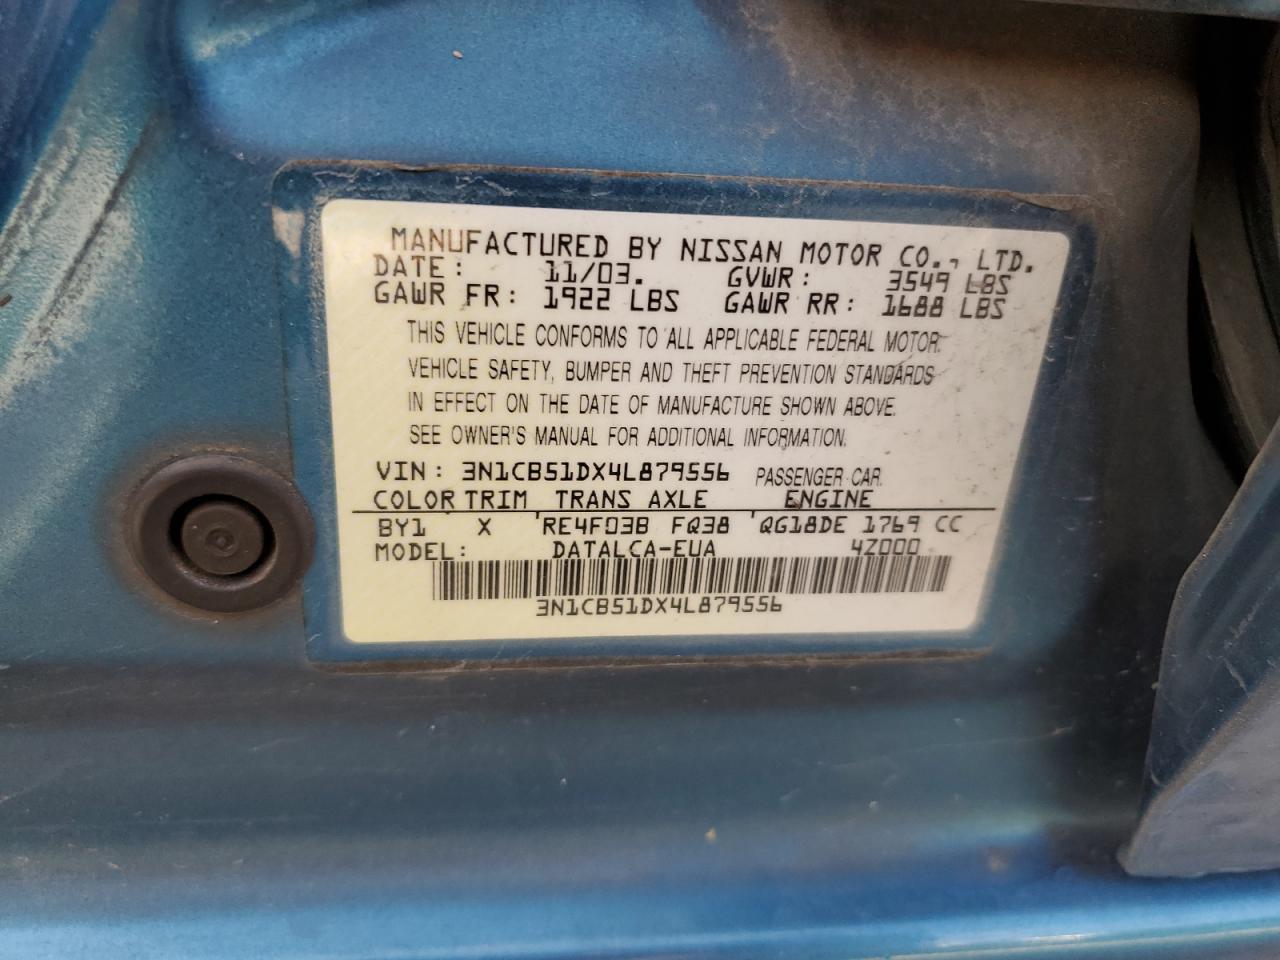 MANUFACTURED BY NISSAN MOTOR CO., LTD.
DATE: 11/03. GVWR: 3549 LBS
GAWR FR: 1922 LBS GAWR RR: 1688 LBS
THIS VEHICLE CONFORMS TO ALL APPLICABLE FEDERAL MOTOR
VEHICLE SAFETY, BUMPER AND THEFT PREVENTION STANDARDS
IN EFFECT ON THE DATE OF MANUFACTURE SHOWN ABOVE.
SEE OWNER'S MANUAL FOR ADDITIONAL INFORMATION.
VIN: 3N1CB51DX4L879556 PASSENGER CAR
COLOR TRIM TRANS AXLE ENGINE
BY1 X RE4F03B FQ38 QG18DE 1769 CC
MODEL: DATALCA-EUA 4Z000
3N1CB51DX4L879556